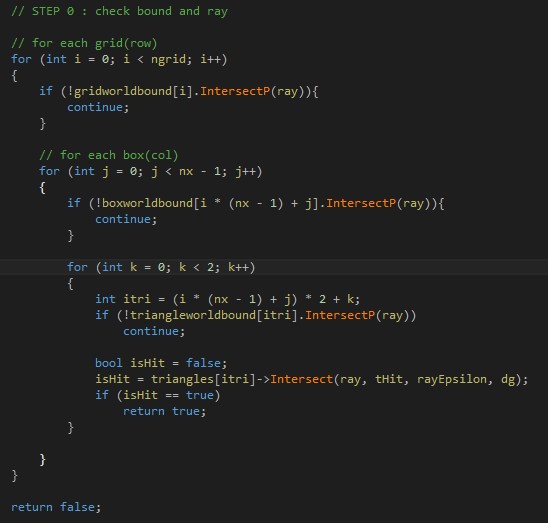 // STEP 0 : check bound and ray

// for each grid(row)
for (int i = 0; i < ngrid; i++)
{
    if (!gridworldbound[i].IntersectP(ray)){
        continue;
    }

    // for each box(col)
    for (int j = 0; j < nx - 1; j++)
    {
        if (!boxworldbound[i * (nx - 1) + j].IntersectP(ray)){
            continue;
        }

        for (int k = 0; k < 2; k++)
        {
            int itri = (i * (nx - 1) + j) * 2 + k;
            if (!triangleworldbound[itri].IntersectP(ray))
                continue;

            bool isHit = false;
            isHit = triangles[itri]->Intersect(ray, tHit, rayEpsilon, dg);
            if (isHit == true)
                return true;
        }

    }
}

return false;